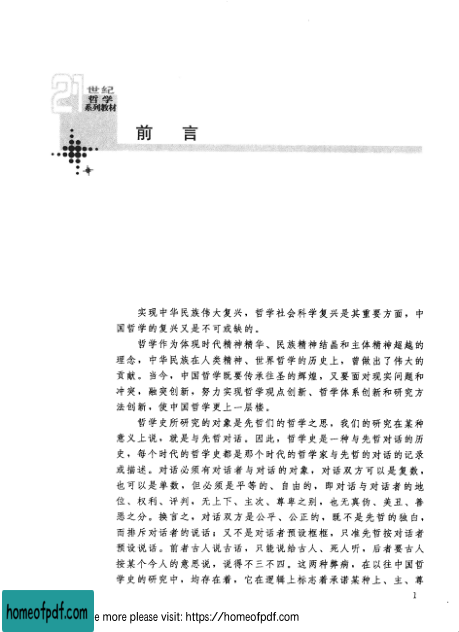 21
世纪
哲学
系列教材
前 言
实现中华民族伟大复兴，哲学社会科学复兴是其重要方面，中
国哲学的复兴又是不可或缺的。
哲学作为体现时代精神精华、民族精神结晶和主体精神超越的
理念，中华民族在人类精神、世界哲学的历史上，曾做出了伟大的
贡献。当今，中国哲学既要传承往圣的辉煌，又要面对现实问题和
冲突，融突创新，努力实现哲学观点创新、哲学体系创新和研究方
法创新，使中国哲学更上一层楼。
哲学史所研究的对象是先哲们的哲学之思，我们的研究在某种
意义上说，就是与先哲对话。因此，哲学史是一种与先哲对话的历
史，每个时代的哲学史都是那个时代的哲学家与先哲的对话的记录
或描述。对话必须有对话者与对话的对象，对话双方可以是复数，
也可以是单数，但必须是平等的、自由的，即对话与对话者的地
位、权利、评判，无上下、主次、尊卑之别，也无真伪、美丑、善
恶之分。换言之，对话双方是公平、公正的，既不是先哲的独白，
而排斥对话者的说话；又不是对话者预设框框，只准先哲按对话者
预设说话。前者古人说古话，只能说给古人、死人听，后者要古人
按某个今人的意思说，说得不三不四。这两种弊病，在以往中国哲
学史的研究中，均存在着，它在逻辑上标志着承诺某种上、主、尊
1
homeofpdf.com
e more please visit: https://homeofpdf.com